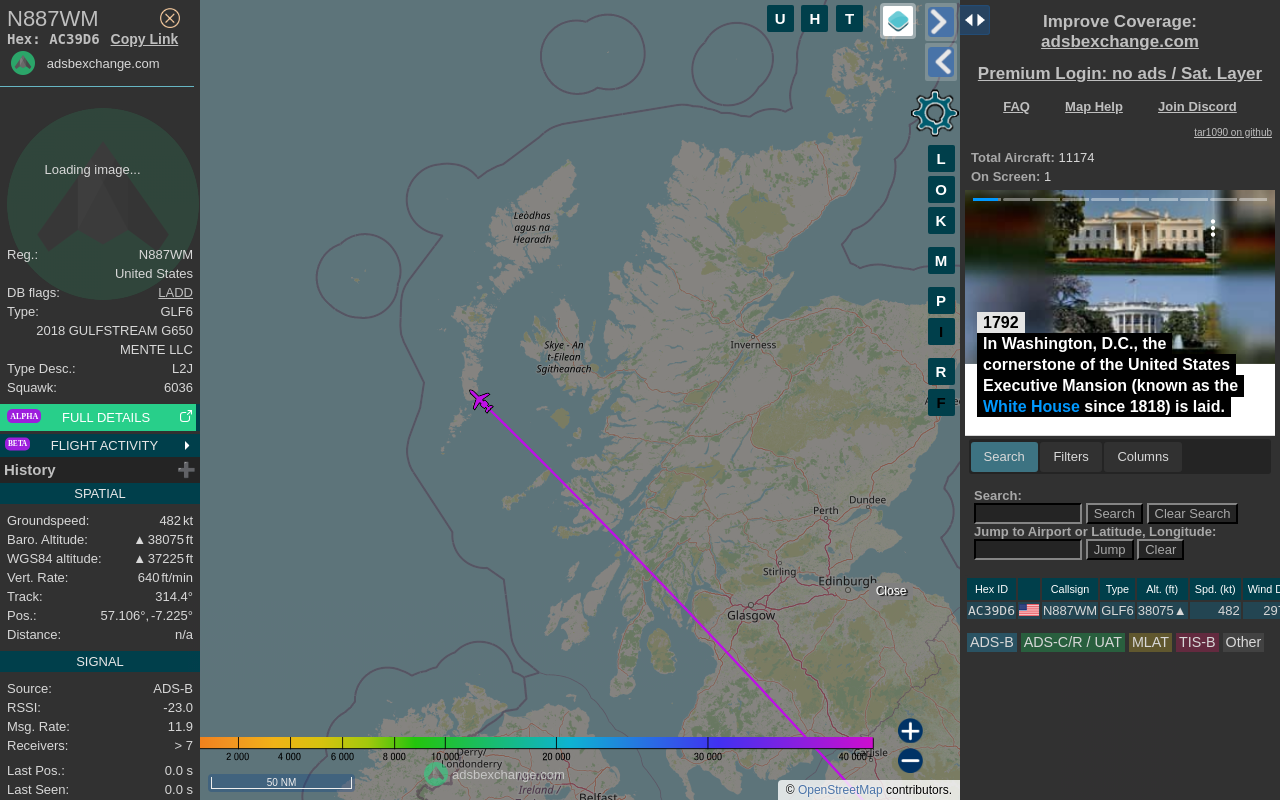 N887WM
Hex: AC39D6 Copy Link
adsbexchange.com
Loading image...
Reg.: N887WM
United States
DB flags: LADD
Type: GLF6
2018 GULFSTREAM G650
MENTE LLC
Type Desc.: L2J
Squawk: 6036
ALPHA FULL DETAILS
BETA FLIGHT ACTIVITY
History
SPATIAL
Groundspeed: 482 kt
Baro. Altitude: ▲ 38075 ft
WGS84 altitude: ▲ 37225 ft
Vert. Rate: 640 ft/min
Track: 314.4°
Pos.: 57.106°, -7.225°
Distance: n/a
SIGNAL
Source: ADS-B
RSSI: -23.0
Msg. Rate: 11.9
Receivers: > 7
Last Pos.: 0.0 s
Last Seen: 0.0 s
U H T
L
O
K
M
P
I
R
F
Leòdhas
agus na
Hearadh
Skye - An
t-Eilean
Sgitheanach
Inverness
Dundee
Perth
Stirling
Edinburgh
Glasgow
Close
Carlisle
Derry/
Londonderry
Ireland /
Belfast
2 000 4 000 6 000 8 000 10 000 20 000 30 000 40 000+
adsbexchange.com
50 NM
© OpenStreetMap contributors.
Improve Coverage:
adsbexchange.com
Premium Login: no ads / Sat. Layer
FAQ Map Help Join Discord
tar1090 on github
Total Aircraft: 11174
On Screen: 1
1792
In Washington, D.C., the
cornerstone of the United States
Executive Mansion (known as the
White House since 1818) is laid.
Search Filters Columns
Search:
Search Clear Search
Jump to Airport or Latitude, Longitude:
Jump Clear
Hex ID Callsign Type Alt. (ft) Spd. (kt) Wind D
AC39D6 N887WM GLF6 38075▲ 482 297
ADS-B ADS-C/R / UAT MLAT TIS-B Other